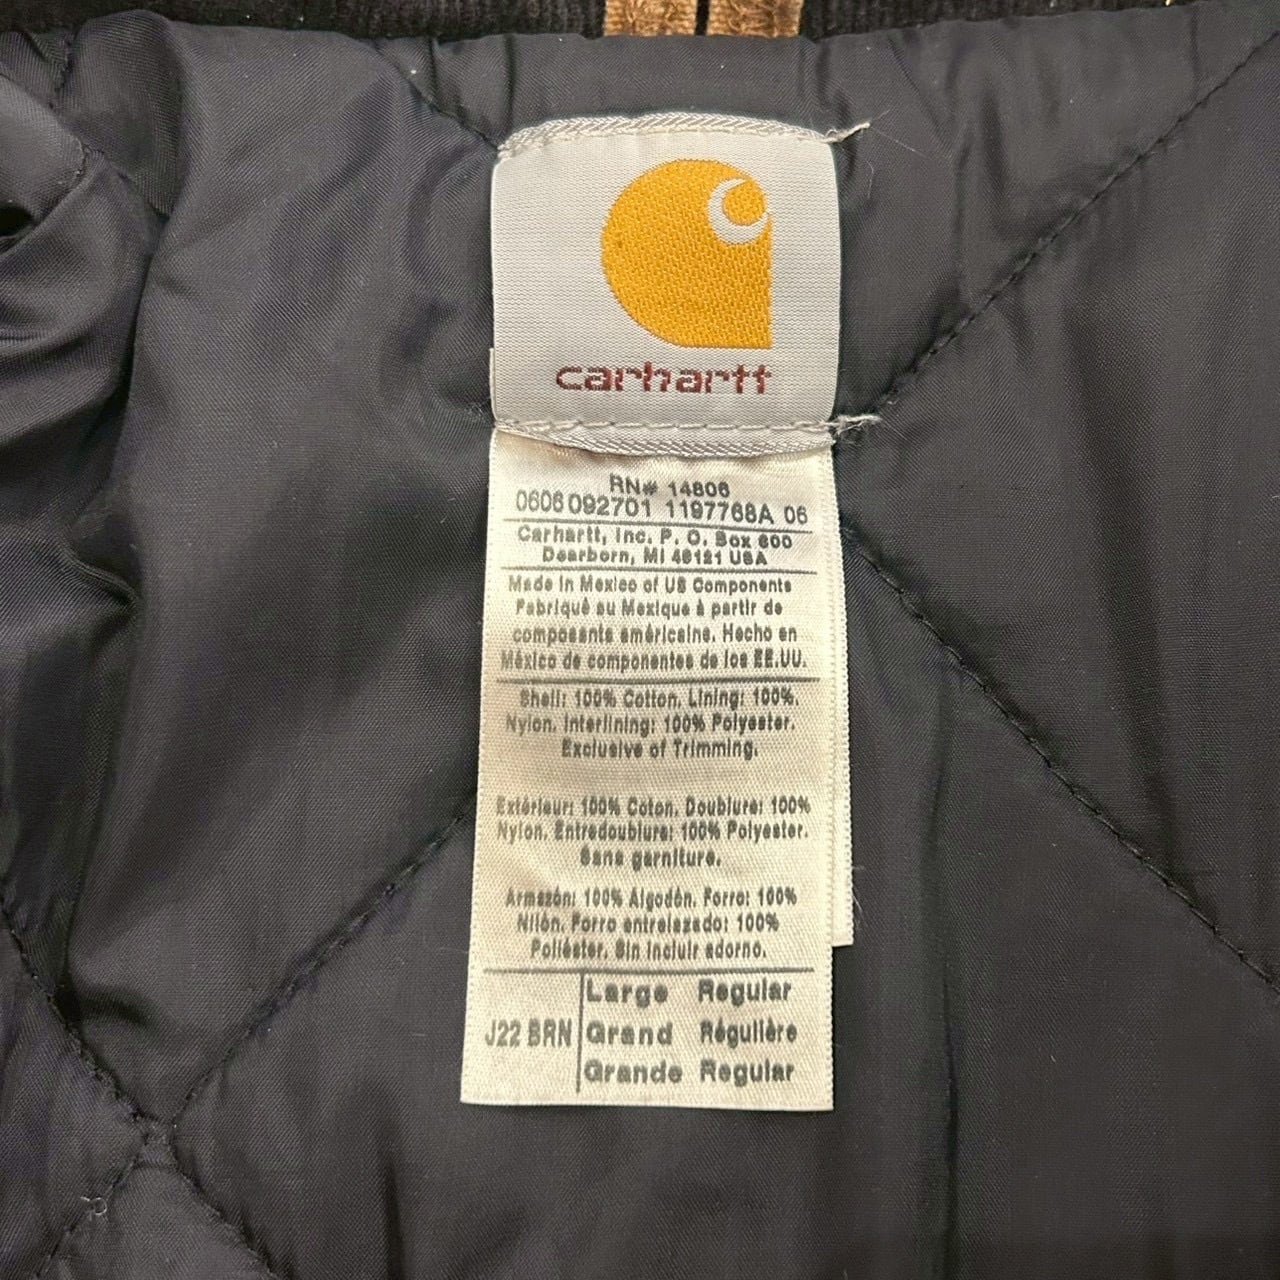 carhartt
RN# 14806
0606092701 1197768A 06
Carhartt, Inc. P. O. Box 600
Dearborn, MI 48121 USA
Made in Mexico of US Components
Fabriqué au Mexique à partir de
composants américains. Hecho en
México de componentes de los EE.UU.
Shell: 100% Cotton. Lining: 100%.
Nylon. Interlining: 100% Polyester.
Exclusive of Trimming.
Extérieur: 100% Coton. Doublure: 100%
Nylon. Entredoublure: 100% Polyester.
Sans garniture.
Armazón: 100% Algodón. Forro: 100%
Nilón. Forro entrelazado: 100%
Poliéster. Sin incluir adorno.
Large Regular
J22 BRN Grand Régulière
Grande Regular